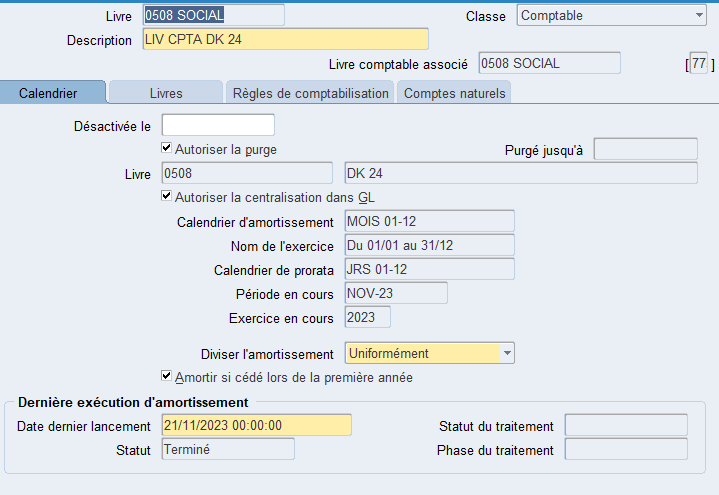 Livre 0508 SOCIAL Classe Comptable
Description LIV CPTA DK 24
Livre comptable associé 0508 SOCIAL [77]
Calendrier Livres Règles de comptabilisation Comptes naturels
Désactivée le
Autoriser la purge Purgé jusqu'à
Livre 0508 DK 24
Autoriser la centralisation dans GL
Calendrier d'amortissement MOIS 01-12
Nom de l'exercice Du 01/01 au 31/12
Calendrier de prorata JRS 01-12
Période en cours NOV-23
Exercice en cours 2023
Diviser l'amortissement Uniformément
Amortir si cédé lors de la première année
Dernière exécution d'amortissement
Date dernier lancement 21/11/2023 00:00:00 Statut du traitement
Statut Terminé Phase du traitement